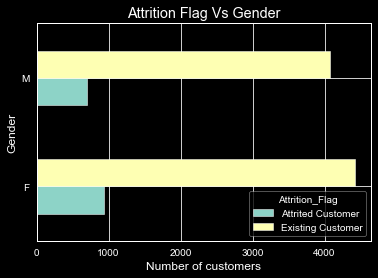 Attrition Flag Vs Gender
Gender
M
F
Attrition_Flag
Attrited Customer
Existing Customer
0 1000 2000 3000 4000
Number of customers